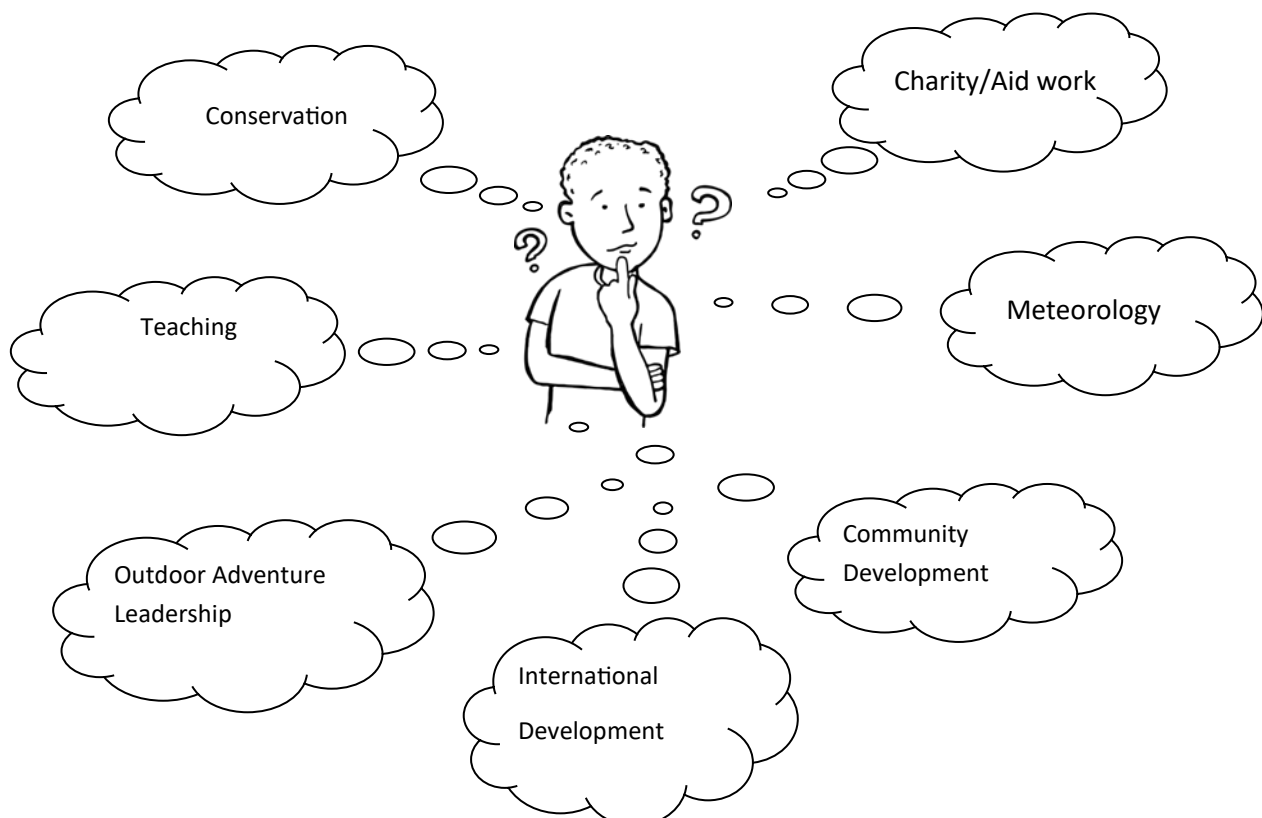 Conservation
Charity/Aid work
Teaching
Meteorology
Outdoor Adventure
Leadership
Community
Development
International
Development
? ?